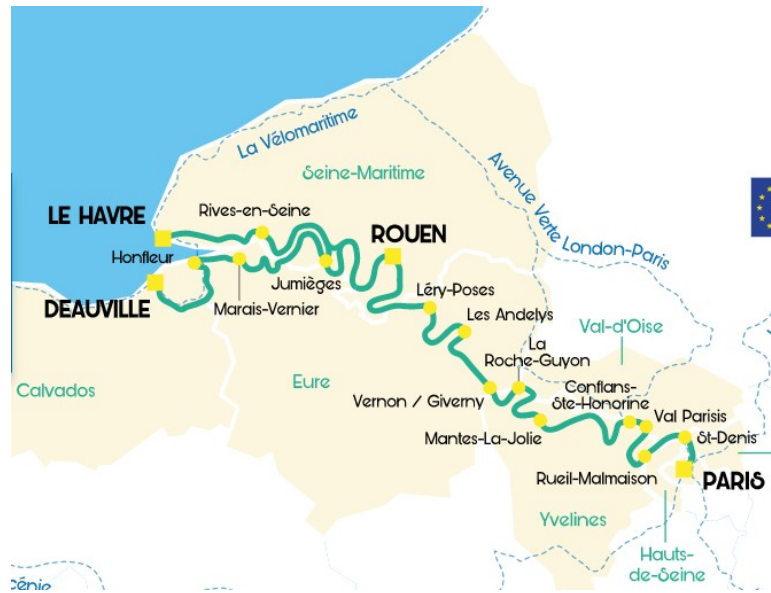 La Vélomaritime
Seine-Maritime
Avenue Verte London-Paris
LE HAVRE
Rives-en-Seine
ROUEN
Honfleur
DEAUVILLE
Marais-Vernier
Jumièges
Léry-Poses
Les Andelys
La
Roche-Guyon
Val-d'Oise
Calvados
Eure
Vernon / Giverny
Conflans-
Ste-Honorine
Val Parisis
Mantes-La-Jolie
St-Denis
Rueil-Malmaison
PARIS
Yvelines
Hauts-
de-Seine
cénie